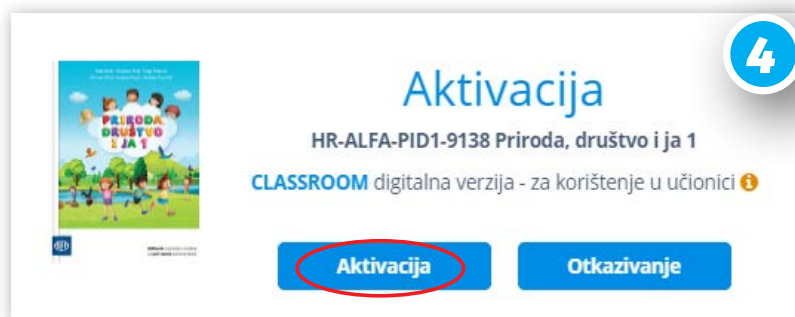 4
Aktivacija
HR-ALFA-PID1-9138 Priroda, društvo i ja 1
CLASSROOM digitalna verzija - za korištenje u učionici
PRIRODA
DRUŠTVO
I JA 1
Aktivacija
Otkazivanje